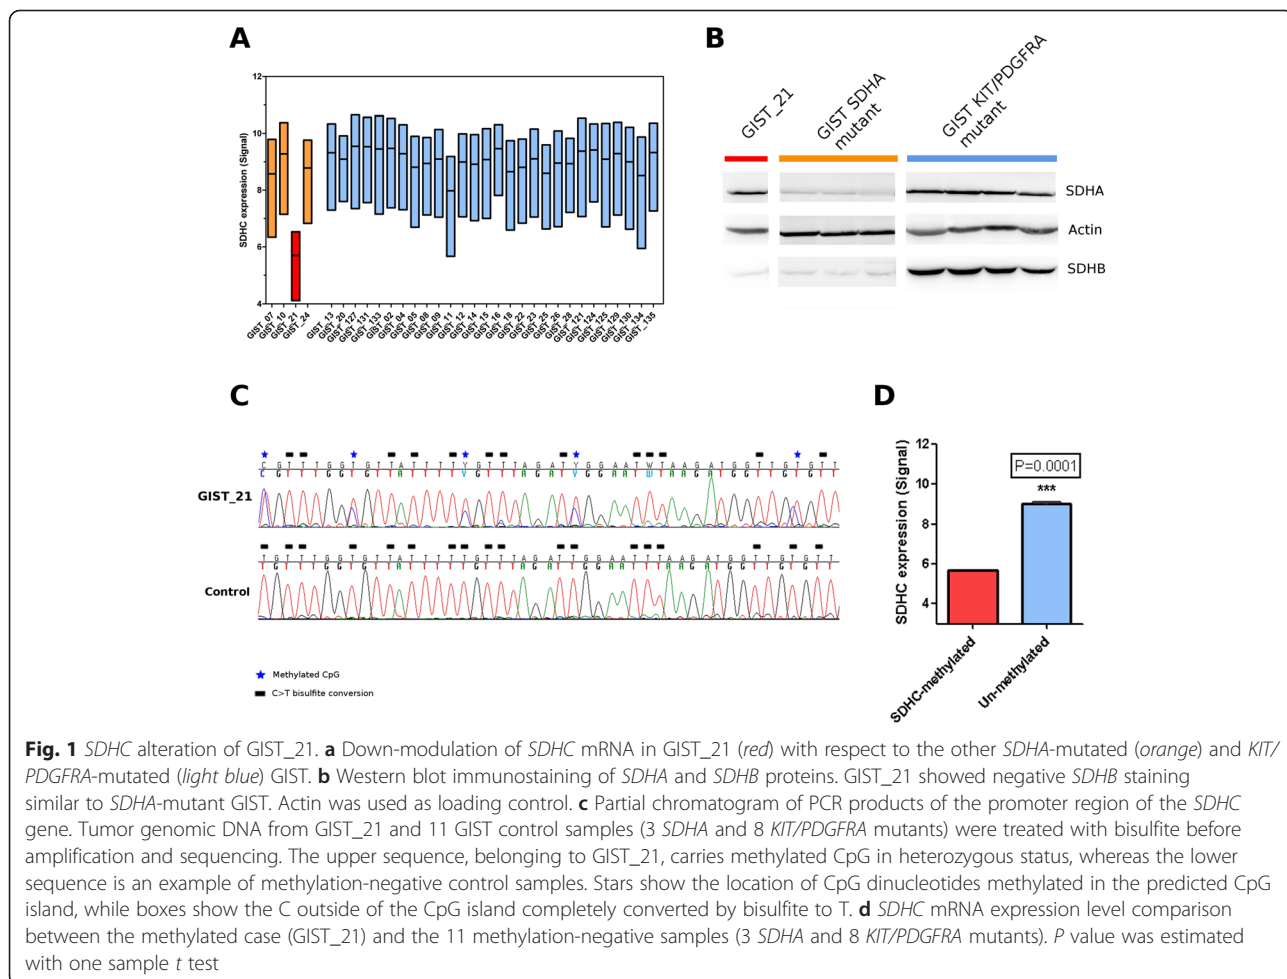 A
SDHC expression (Signal)
12
10
8
6
4
GIST_07
GIST_10
GIST_21
GIST_24
GIST_13
GIST_20
GIST_127
GIST_131
GIST_133
GIST_02
GIST_04
GIST_05
GIST_08
GIST_09
GIST_11
GIST_12
GIST_14
GIST_15
GIST_16
GIST_18
GIST_22
GIST_23
GIST_25
GIST_26
GIST_28
GIST_121
GIST_124
GIST_125
GIST_129
GIST_130
GIST_134
GIST_135
B
GIST_21
GIST SDHA
mutant
GIST KIT/PDGFRA
mutant
SDHA
Actin
SDHB
C
C G T T T G G T G T T A T T T T Y G T T T A G A T Y G G A A T W T A A G A T G G T T G T G T T
GIST_21
T G T T T G G T G T T A T T T T T G T T T A G A T T G G A A T T T A A G A T G G T T G T G T T
Control
Methylated CpG
C>T bisulfite conversion
D
SDHC expression (Signal)
12
10
8
6
4
P=0.0001
***
SDHC-methylated
Un-methylated
Fig. 1 SDHC alteration of GIST_21. a Down-modulation of SDHC mRNA in GIST_21 (red) with respect to the other SDHA-mutated (orange) and KIT/
PDGFRA-mutated (light blue) GIST. b Western blot immunostaining of SDHA and SDHB proteins. GIST_21 showed negative SDHB staining
similar to SDHA-mutant GIST. Actin was used as loading control. c Partial chromatogram of PCR products of the promoter region of the SDHC
gene. Tumor genomic DNA from GIST_21 and 11 GIST control samples (3 SDHA and 8 KIT/PDGFRA mutants) were treated with bisulfite before
amplification and sequencing. The upper sequence, belonging to GIST_21, carries methylated CpG in heterozygous status, whereas the lower
sequence is an example of methylation-negative control samples. Stars show the location of CpG dinucleotides methylated in the predicted CpG
island, while boxes show the C outside of the CpG island completely converted by bisulfite to T. d SDHC mRNA expression level comparison
between the methylated case (GIST_21) and the 11 methylation-negative samples (3 SDHA and 8 KIT/PDGFRA mutants). P value was estimated
with one sample t test